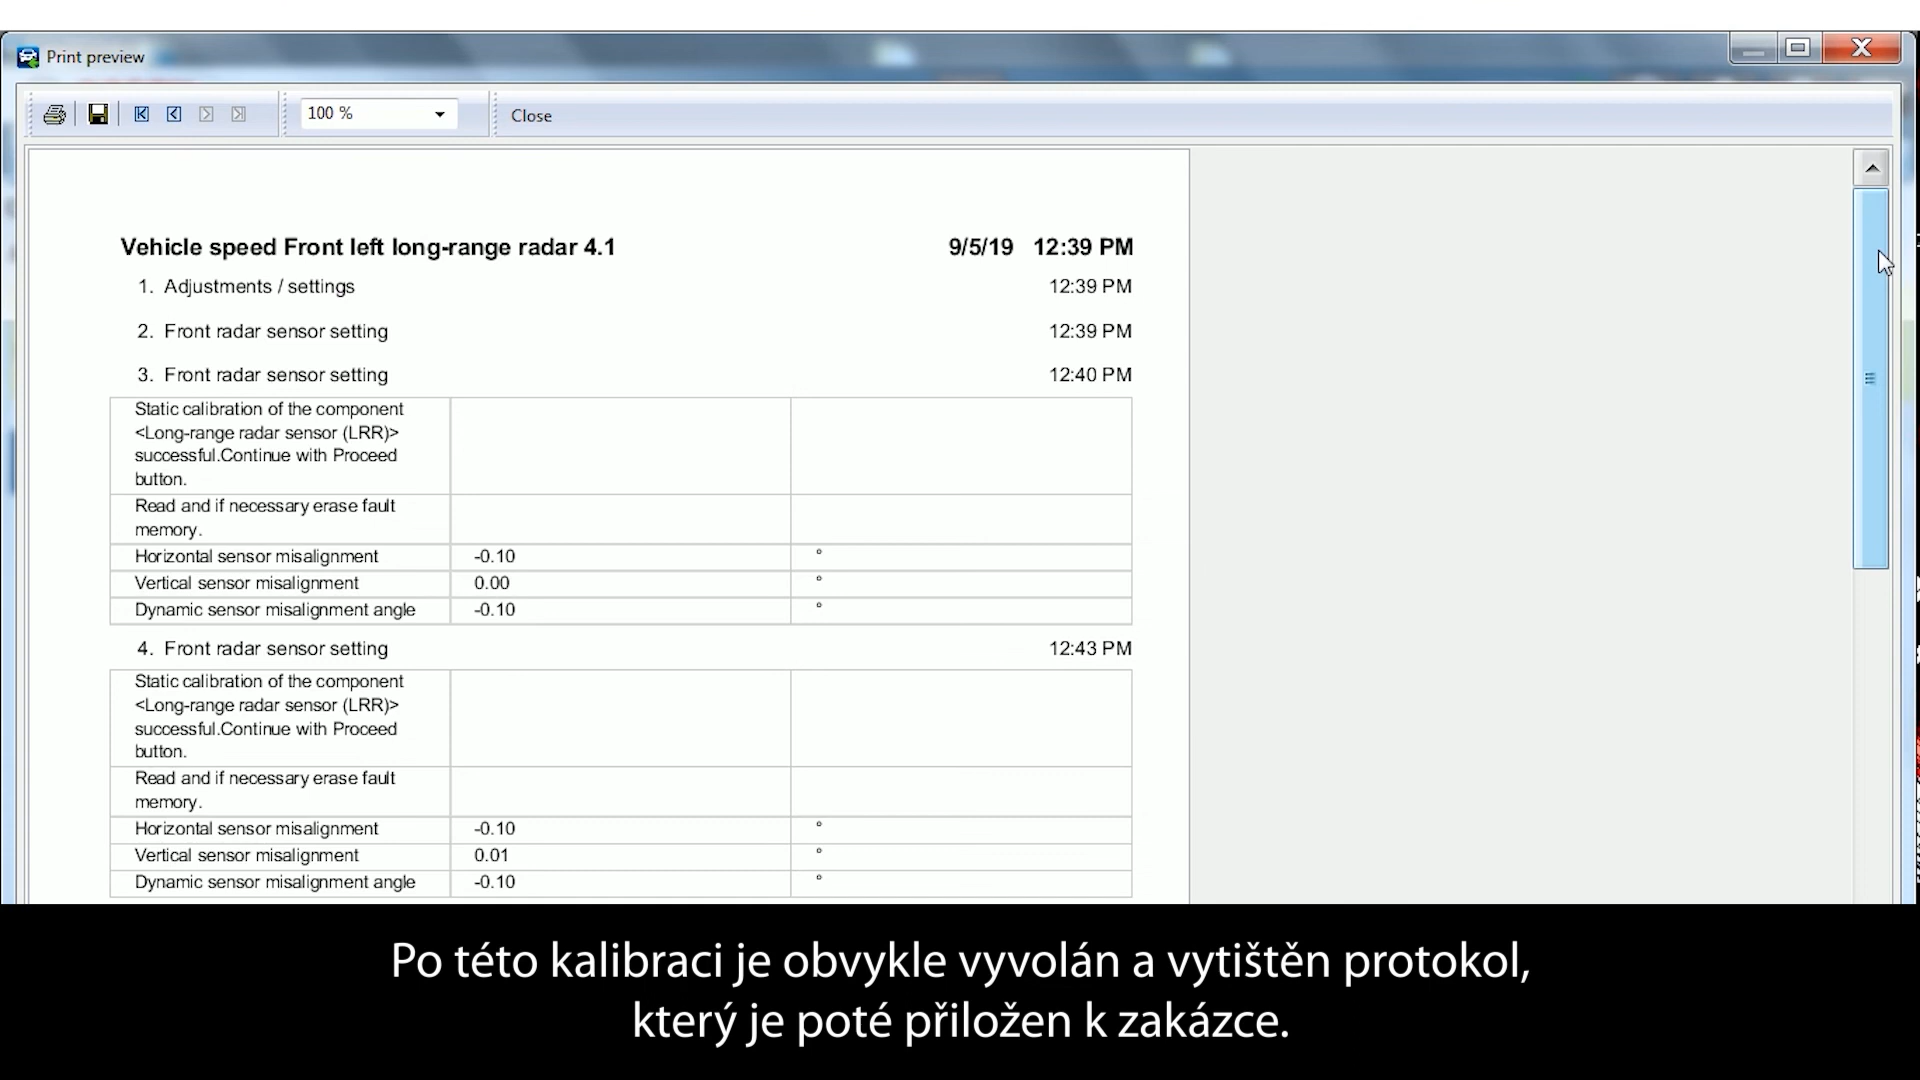 Print preview
100 %
Close
Vehicle speed Front left long-range radar 4.1 9/5/19 12:39 PM
1. Adjustments / settings 12:39 PM
2. Front radar sensor setting 12:39 PM
3. Front radar sensor setting 12:40 PM
Static calibration of the component
<Long-range radar sensor (LRR)>
successful.Continue with Proceed
button.
Read and if necessary erase fault
memory.
Horizontal sensor misalignment -0.10 °
Vertical sensor misalignment 0.00 °
Dynamic sensor misalignment angle -0.10 °
4. Front radar sensor setting 12:43 PM
Static calibration of the component
<Long-range radar sensor (LRR)>
successful.Continue with Proceed
button.
Read and if necessary erase fault
memory.
Horizontal sensor misalignment -0.10 °
Vertical sensor misalignment 0.01 °
Dynamic sensor misalignment angle -0.10 °
Po této kalibraci je obvykle vyvolán a vytištěn protokol,
který je poté přiložen k zakázce.